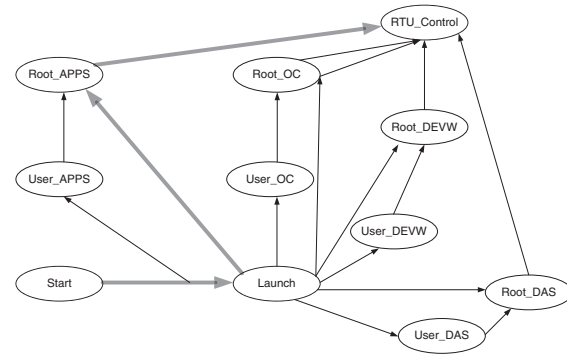 RTU_Control
Root_APPS
Root_OC
Root_DEVW
User_APPS
User_OC
User_DEVW
Start
Launch
Root_DAS
User_DAS